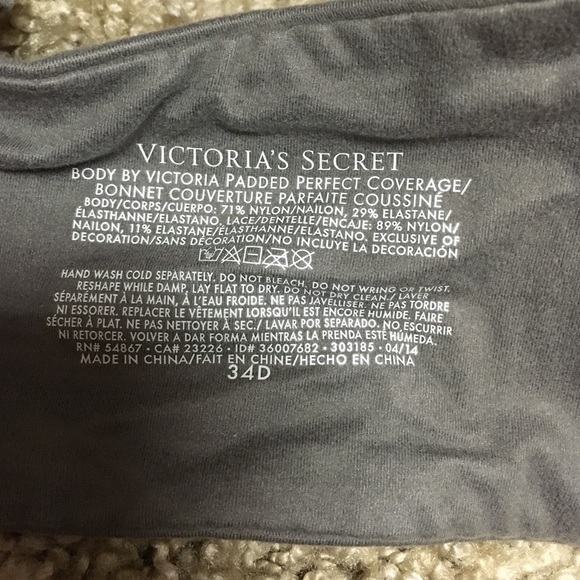 VICTORIA'S SECRET
BODY BY VICTORIA PADDED PERFECT COVERAGE/
BONNET COUVERTURE PARFAITE COUSSINÉ
BODY/CORPS/CUERPO: 71% NYLON/NAILON, 29% ELASTANE/
ÉLASTHANNE/ELASTANO. LACE/DENTELLE/ENCAJE: 89% NYLON/
NAILON, 11% ELASTANE/ÉLASTHANNE/ELASTANO. EXCLUSIVE OF
DECORATION/SANS DÉCORATION/NO INCLUYE LA DECORACIÓN
HAND WASH COLD SEPARATELY. DO NOT BLEACH. DO NOT WRING OR TWIST.
RESHAPE WHILE DAMP, LAY FLAT TO DRY. DO NOT DRY CLEAN./ LAVER
SÉPARÉMENT À LA MAIN, À L'EAU FROIDE. NE PAS JAVELLISER. NE PAS TORDRE
NI ESSORER. REPLACER LE VÊTEMENT LORSQU'IL EST ENCORE HUMIDE. FAIRE
SÉCHER À PLAT. NE PAS NETTOYER À SEC./ LAVAR POR SEPARADO. NO ESCURRIR
NI RETORCER. VOLVER A DAR FORMA MIENTRAS LA PRENDA ESTÉ HÚMEDA.
RN# 54867 • CA# 23226 • ID# 36007682 • 303185 • 04/14
MADE IN CHINA/FAIT EN CHINE/HECHO EN CHINA
34D